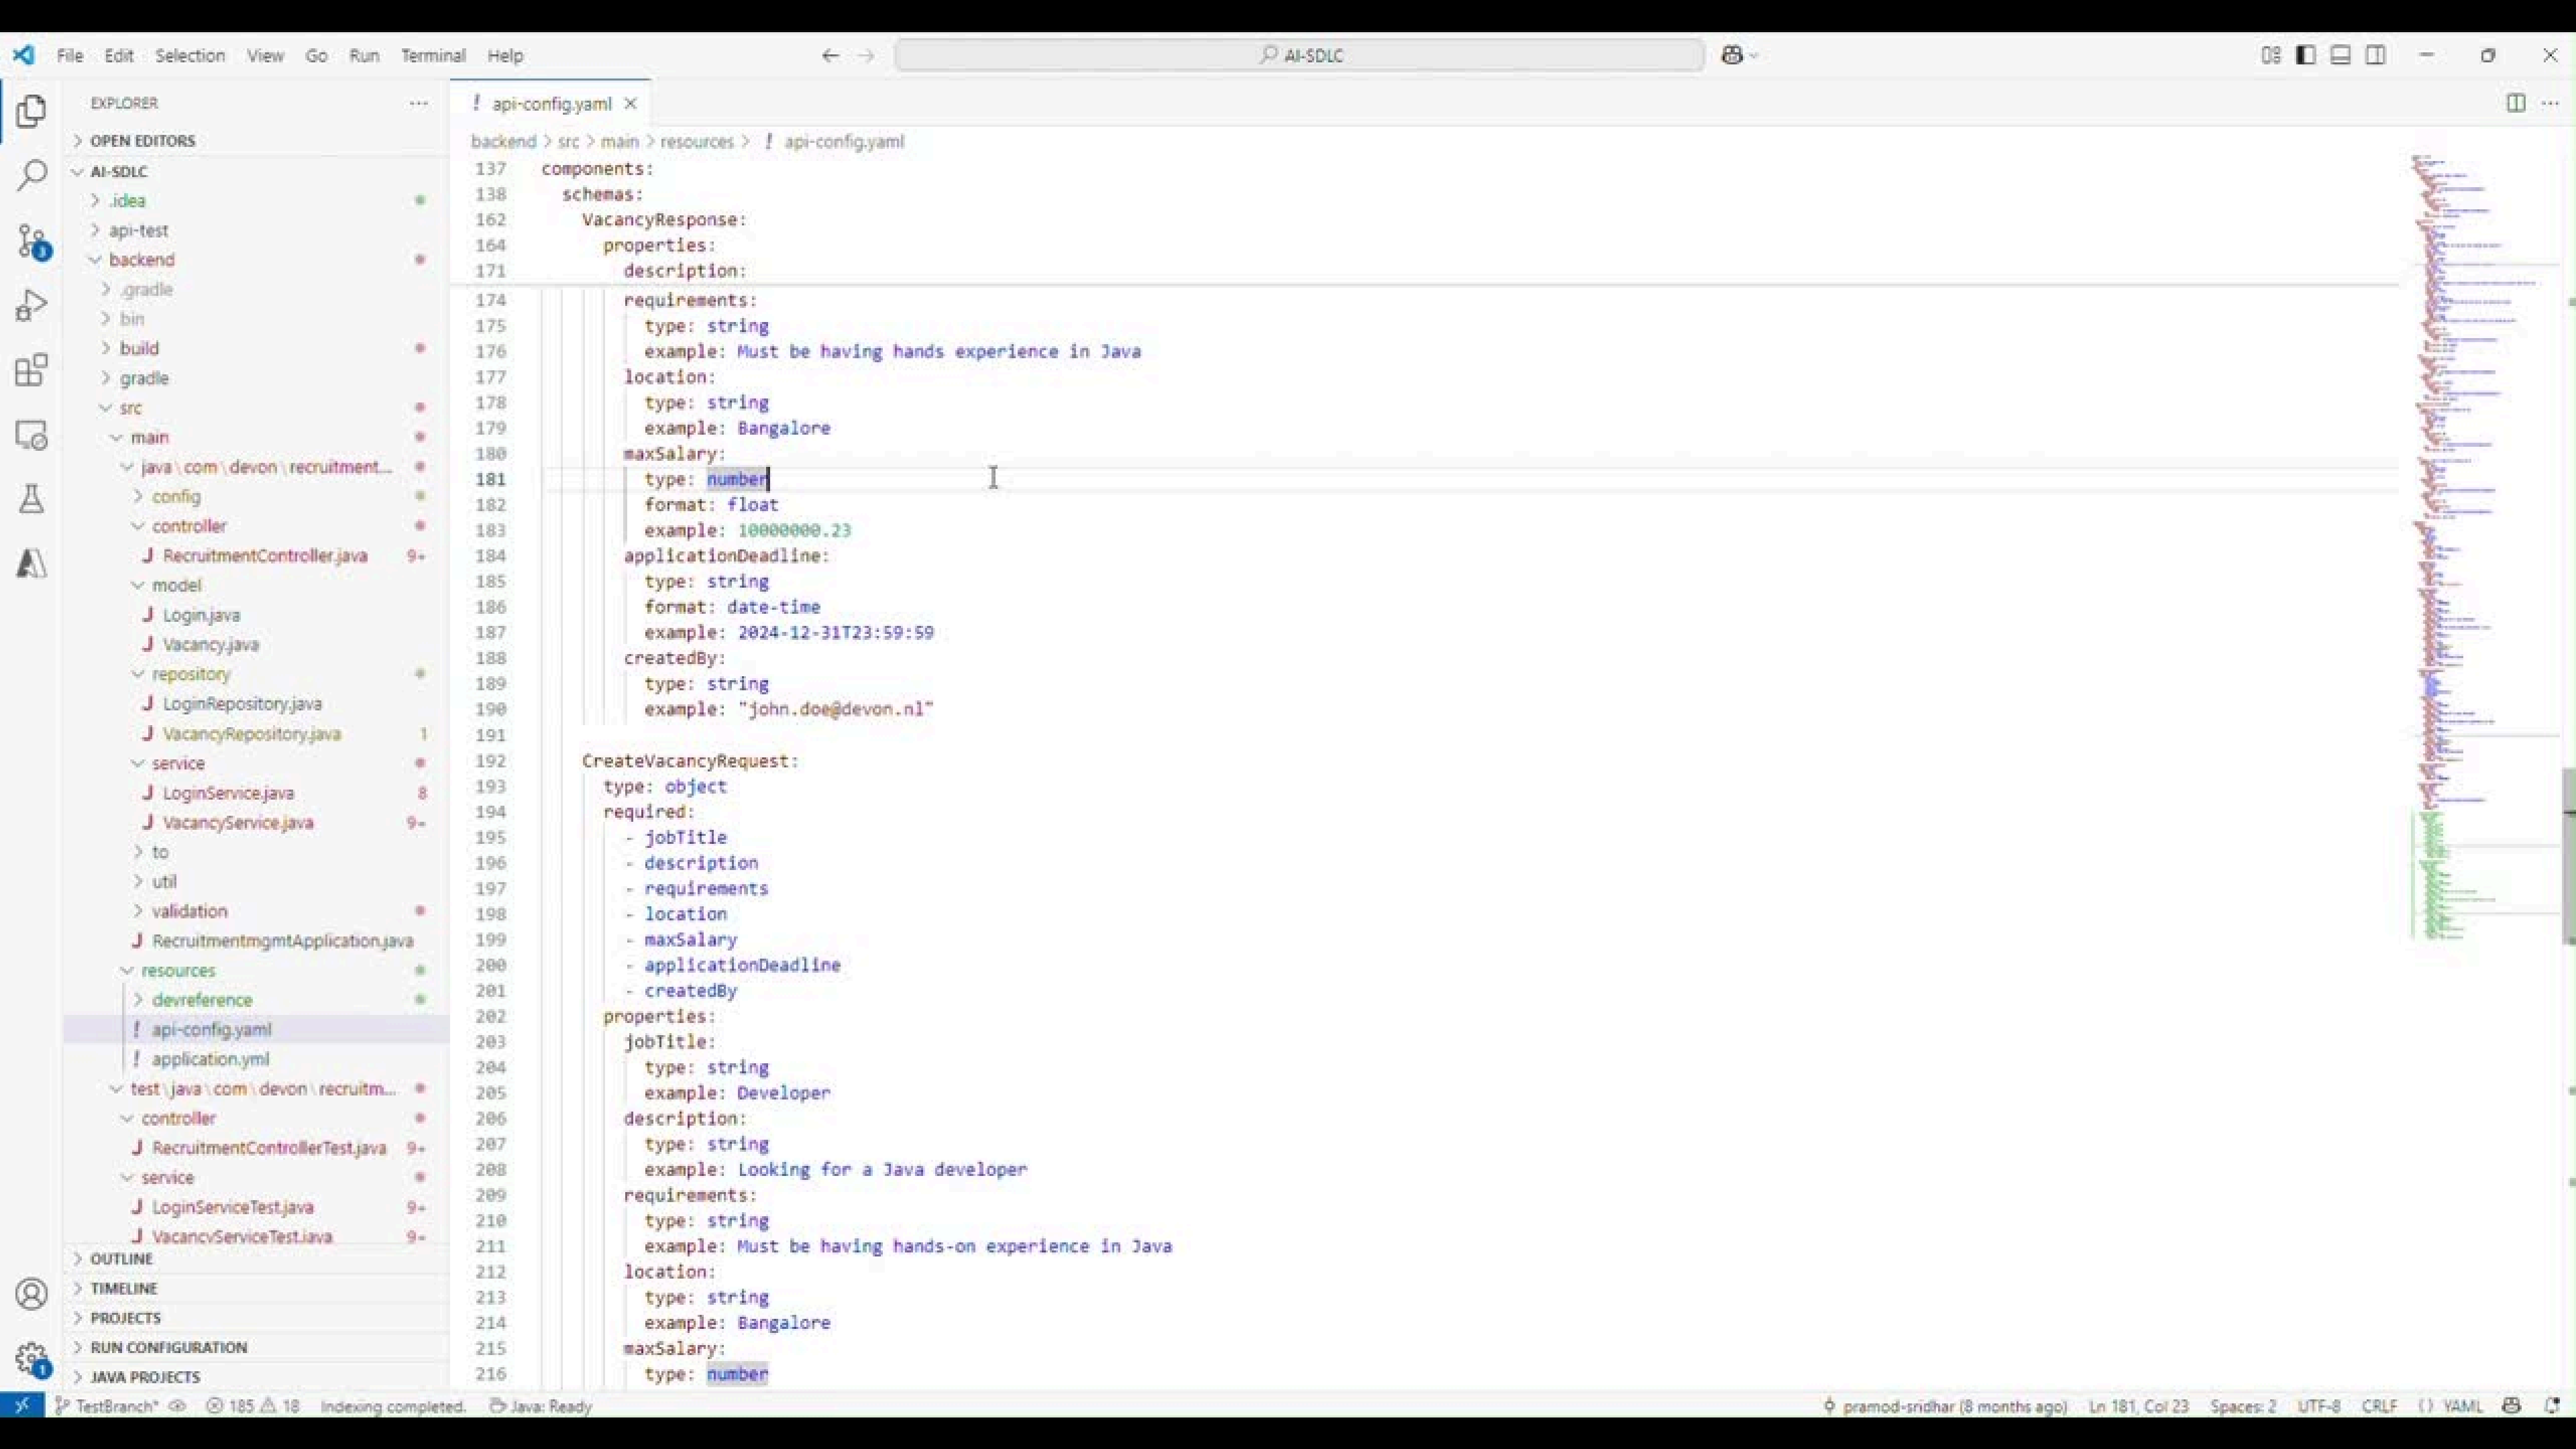 File Edit Selection View Go Run Terminal Help
AI-SDLC
EXPLORER
OPEN EDITORS
AI-SDLC
.idea
api-test
backend
.gradle
bin
build
gradle
src
main
java\com\devon\recruitment...
config
controller
J RecruitmentController.java 9+
model
J Login.java
J Vacancy.java
repository
J LoginRepository.java
J VacancyRepository.java 1
service
J LoginService.java 8
J VacancyService.java 9+
to
util
validation
J RecruitmentmgmtApplication.java
resources
devreference
! api-config.yaml
! application.yml
test\java\com\devon\recruitm...
controller
J RecruitmentControllerTest.java 9+
service
J LoginServiceTest.java 9+
J VacancyServiceTest.java 9+
OUTLINE
TIMELINE
PROJECTS
RUN CONFIGURATION
JAVA PROJECTS
3
1
! api-config.yaml
backend > src > main > resources > ! api-config.yaml
137 components:
138 schemas:
162 VacancyResponse:
164 properties:
171 description:
174 requirements:
175 type: string
176 example: Must be having hands experience in Java
177 location:
178 type: string
179 example: Bangalore
180 maxSalary:
181 type: number
182 format: float
183 example: 10000000.23
184 applicationDeadline:
185 type: string
186 format: date-time
187 example: 2024-12-31T23:59:59
188 createdBy:
189 type: string
190 example: "john.doe@devon.nl"
191
192 CreateVacancyRequest:
193 type: object
194 required:
195 - jobTitle
196 - description
197 - requirements
198 - location
199 - maxSalary
200 - applicationDeadline
201 - createdBy
202 properties:
203 jobTitle:
204 type: string
205 example: Developer
206 description:
207 type: string
208 example: Looking for a Java developer
209 requirements:
210 type: string
211 example: Must be having hands-on experience in Java
212 location:
213 type: string
214 example: Bangalore
215 maxSalary:
216 type: number
TestBranch* 185 18 Indexing completed. Java: Ready
pramod-sridhar (8 months ago) Ln 181, Col 23 Spaces: 2 UTF-8 CRLF {} YAML